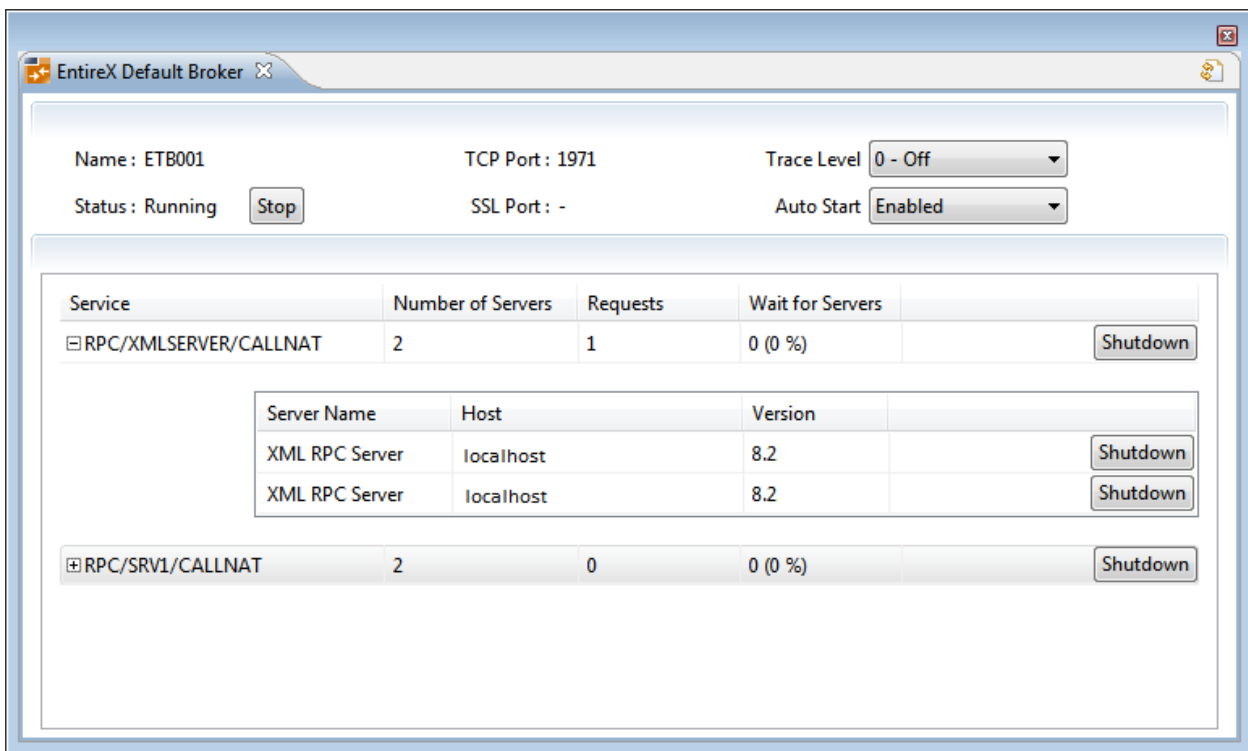 EntireX Default Broker
Name : ETB001 TCP Port : 1971 Trace Level 0 - Off
Status : Running Stop SSL Port : - Auto Start Enabled
Service Number of Servers Requests Wait for Servers
RPC/XMLSERVER/CALLNAT 2 1 0 (0 %) Shutdown
Server Name Host Version
XML RPC Server localhost 8.2 Shutdown
XML RPC Server localhost 8.2 Shutdown
RPC/SRV1/CALLNAT 2 0 0 (0 %) Shutdown